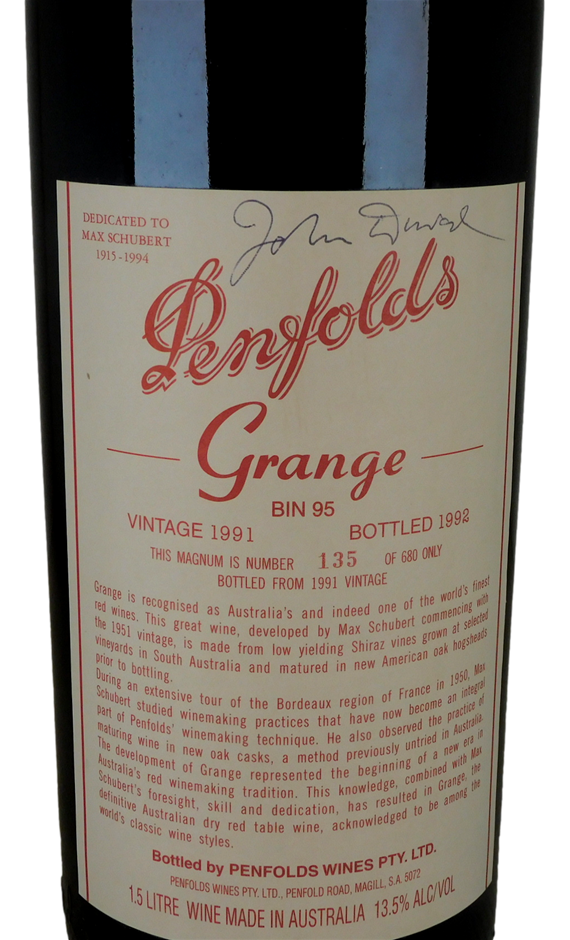 DEDICATED TO
MAX SCHUBERT
1915-1994
John Duval
Penfolds
Grange
BIN 95
VINTAGE 1991 BOTTLED 1992
THIS MAGNUM IS NUMBER 135 OF 680 ONLY
BOTTLED FROM 1991 VINTAGE
Grange is recognised as Australia's and indeed one of the world's finest
red wines. This great wine, developed by Max Schubert commencing with
the 1951 vintage, is made from low yielding Shiraz vines grown at selected
vineyards in South Australia and matured in new American oak hogsheads
prior to bottling.
During an extensive tour of the Bordeaux region of France in 1950, Max
Schubert studied winemaking practices that have now become an integral
part of Penfolds' winemaking technique. He also observed the practice of
maturing wine in new oak casks, a method previously untried in Australia.
The development of Grange represented the beginning of a new era in
Australia's red winemaking tradition. This knowledge, combined with Max
Schubert's foresight, skill and dedication, has resulted in Grange, the
definitive Australian dry red table wine, acknowledged to be among the
world's classic wine styles.
Bottled by PENFOLDS WINES PTY. LTD.
PENFOLDS WINES PTY. LTD., PENFOLD ROAD, MAGILL, S.A. 5072
1.5 LITRE WINE MADE IN AUSTRALIA 13.5% ALC/VOL